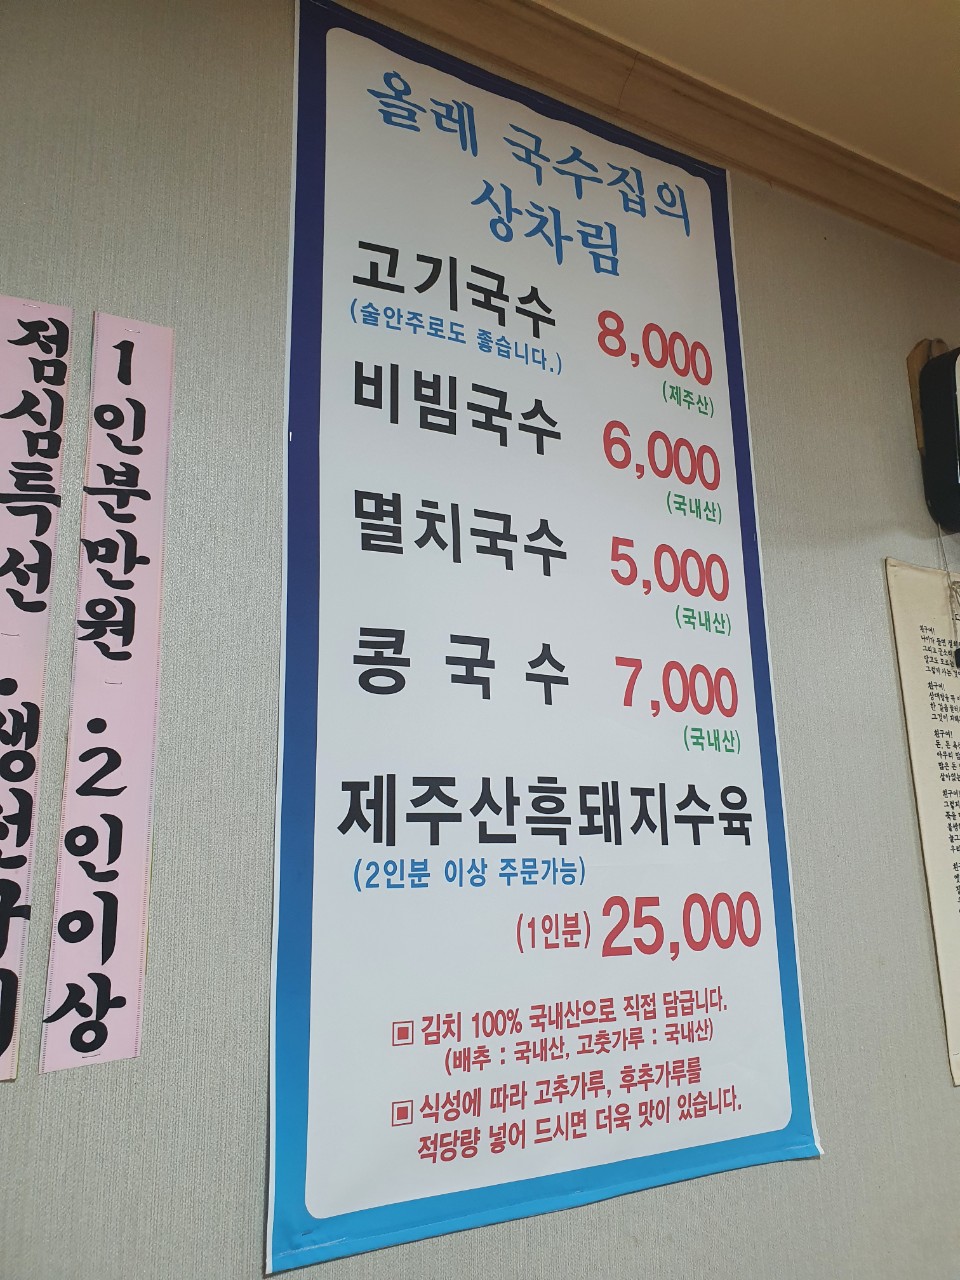 올레 국수집의
상차림
고기국수 8,000
(술안주로도 좋습니다.) (제주산)
비빔국수 6,000
(국내산)
멸치국수 5,000
(국내산)
콩국수 7,000
(국내산)
제주산흑돼지수육
(2인분 이상 주문가능)
(1인분) 25,000
▣ 김치 100% 국내산으로 직접 담급니다.
(배추 : 국내산, 고춧가루 : 국내산)
▣ 식성에 따라 고추가루, 후추가루를
적당량 넣어 드시면 더욱 맛이 있습니다.
점심특선
1인분만원 . 2인이상